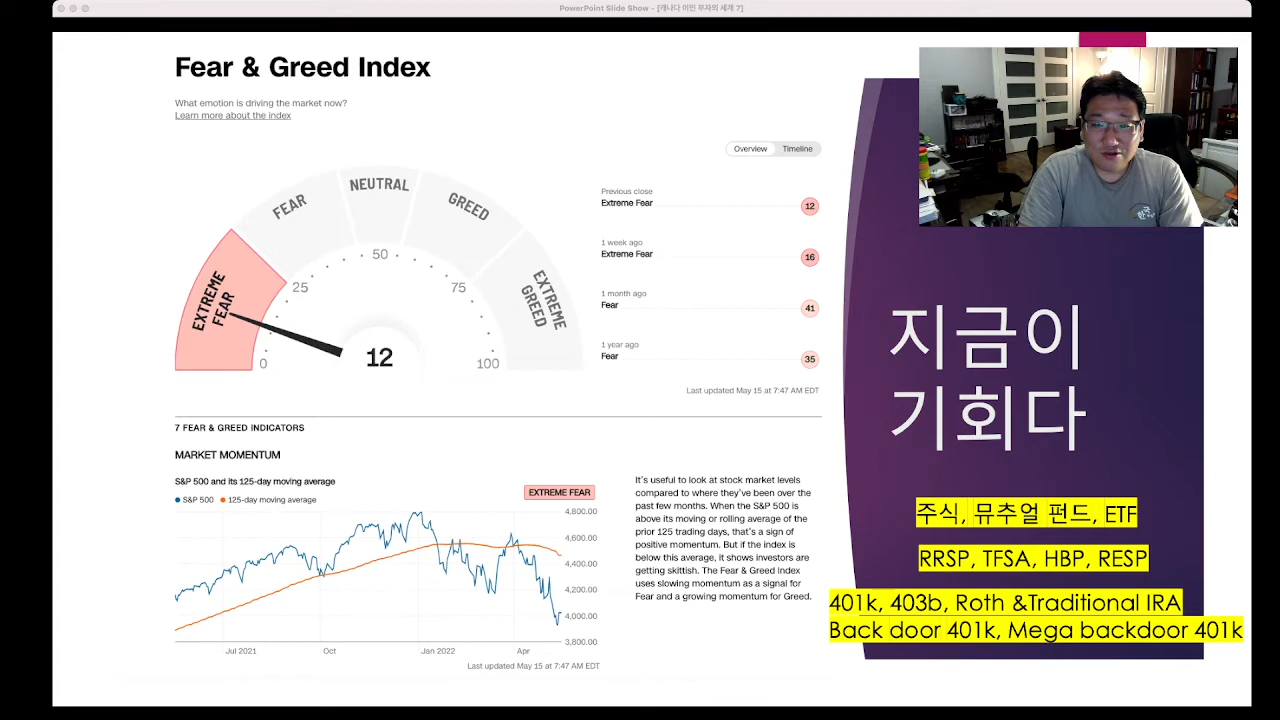 PowerPoint Slide Show - [캐나다 이민 부자의 세계 7]
Fear & Greed Index
What emotion is driving the market now?
Learn more about the index
Overview
Timeline
EXTREME
FEAR
FEAR
NEUTRAL
GREED
EXTREME
GREED
0
25
50
75
100
12
Previous close
Extreme Fear
12
1 week ago
Extreme Fear
16
1 month ago
Fear
41
1 year ago
Fear
35
Last updated May 15 at 7:47 AM EDT
7 FEAR & GREED INDICATORS
MARKET MOMENTUM
S&P 500 and its 125-day moving average
S&P 500
125-day moving average
EXTREME FEAR
4,800.00
4,600.00
4,400.00
4,200.00
4,000.00
3,800.00
Jul 2021
Oct
Jan 2022
Apr
Last updated May 15 at 7:47 AM EDT
It's useful to look at stock market levels
compared to where they've been over the
past few months. When the S&P 500 is
above its moving or rolling average of the
prior 125 trading days, that's a sign of
positive momentum. But if the index is
below this average, it shows investors are
getting skittish. The Fear & Greed Index
uses slowing momentum as a signal for
Fear and a growing momentum for Greed.
지금이
기회다
주식, 뮤추얼 펀드, ETF
RRSP, TFSA, HBP, RESP
401k, 403b, Roth &Traditional IRA
Back door 401k, Mega backdoor 401k